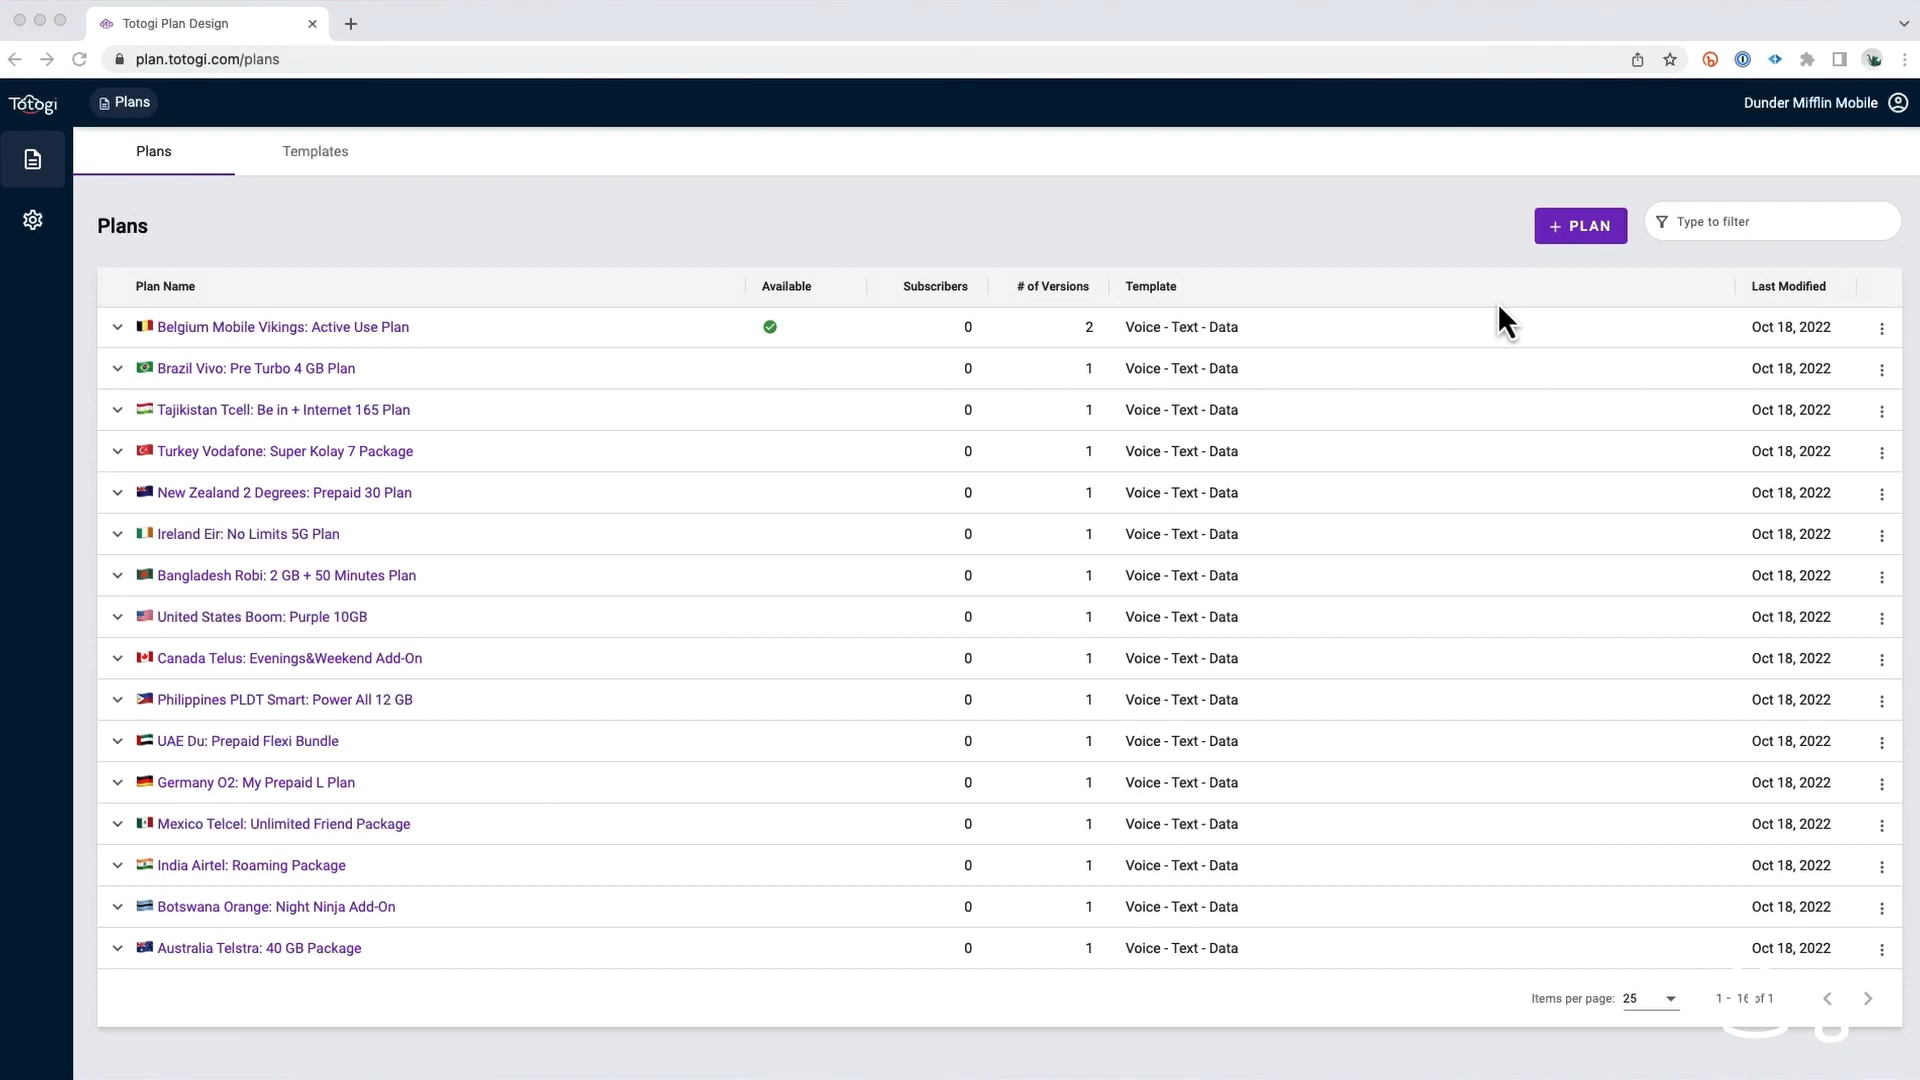 Totogi Plan Design
plan.totogi.com/plans
Totogi
Plans
Dunder Mifflin Mobile
Plans Templates
Plans
+ PLAN
Type to filter
Plan Name Available Subscribers # of Versions Template Last Modified
Belgium Mobile Vikings: Active Use Plan 0 2 Voice - Text - Data Oct 18, 2022
Brazil Vivo: Pre Turbo 4 GB Plan 0 1 Voice - Text - Data Oct 18, 2022
Tajikistan Tcell: Be in + Internet 165 Plan 0 1 Voice - Text - Data Oct 18, 2022
Turkey Vodafone: Super Kolay 7 Package 0 1 Voice - Text - Data Oct 18, 2022
New Zealand 2 Degrees: Prepaid 30 Plan 0 1 Voice - Text - Data Oct 18, 2022
Ireland Eir: No Limits 5G Plan 0 1 Voice - Text - Data Oct 18, 2022
Bangladesh Robi: 2 GB + 50 Minutes Plan 0 1 Voice - Text - Data Oct 18, 2022
United States Boom: Purple 10GB 0 1 Voice - Text - Data Oct 18, 2022
Canada Telus: Evenings&Weekend Add-On 0 1 Voice - Text - Data Oct 18, 2022
Philippines PLDT Smart: Power All 12 GB 0 1 Voice - Text - Data Oct 18, 2022
UAE Du: Prepaid Flexi Bundle 0 1 Voice - Text - Data Oct 18, 2022
Germany O2: My Prepaid L Plan 0 1 Voice - Text - Data Oct 18, 2022
Mexico Telcel: Unlimited Friend Package 0 1 Voice - Text - Data Oct 18, 2022
India Airtel: Roaming Package 0 1 Voice - Text - Data Oct 18, 2022
Botswana Orange: Night Ninja Add-On 0 1 Voice - Text - Data Oct 18, 2022
Australia Telstra: 40 GB Package 0 1 Voice - Text - Data Oct 18, 2022
Items per page: 25 1 - 16 of 1